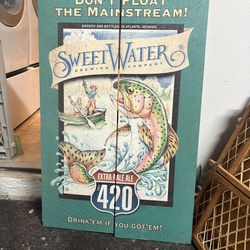 DON'T FLOAT
THE MAINSTREAM!
BREWED AND BOTTLED IN ATLANTA, GEORGIA
SWEETWATER
BREWING COMPANY
EXTRA PALE ALE
420
DRINK'EM IF YOU GOT'EM!